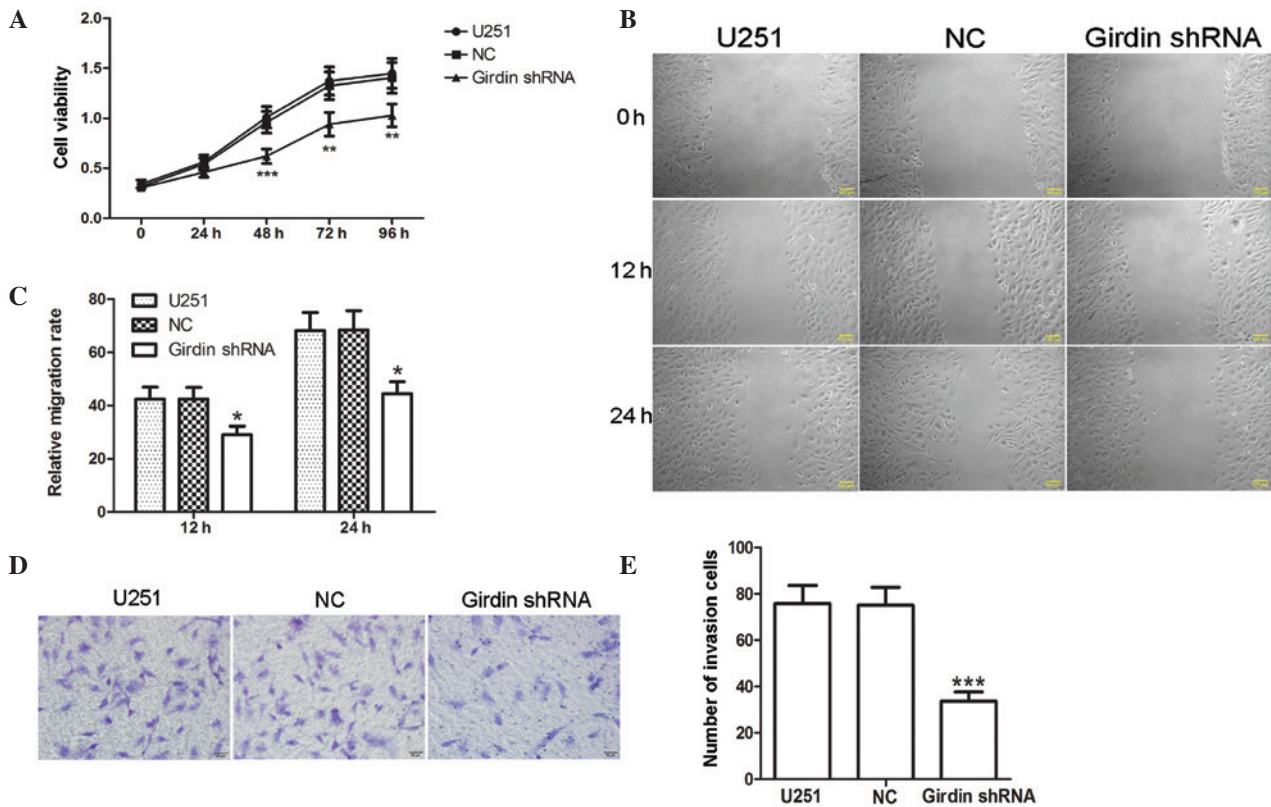 A
2.0
1.5
1.0
0.5
0.0
Cell viability
0 24 h 48 h 72 h 96 h
*** ** **
U251
NC
Girdin shRNA
B
U251 NC Girdin shRNA
0 h
12 h
24 h
C
80
60
40
20
0
Relative migration rate
U251
NC
Girdin shRNA
* *
12 h 24 h
D
U251 NC Girdin shRNA
E
100
80
60
40
20
0
Number of invasion cells
***
U251 NC Girdin shRNA